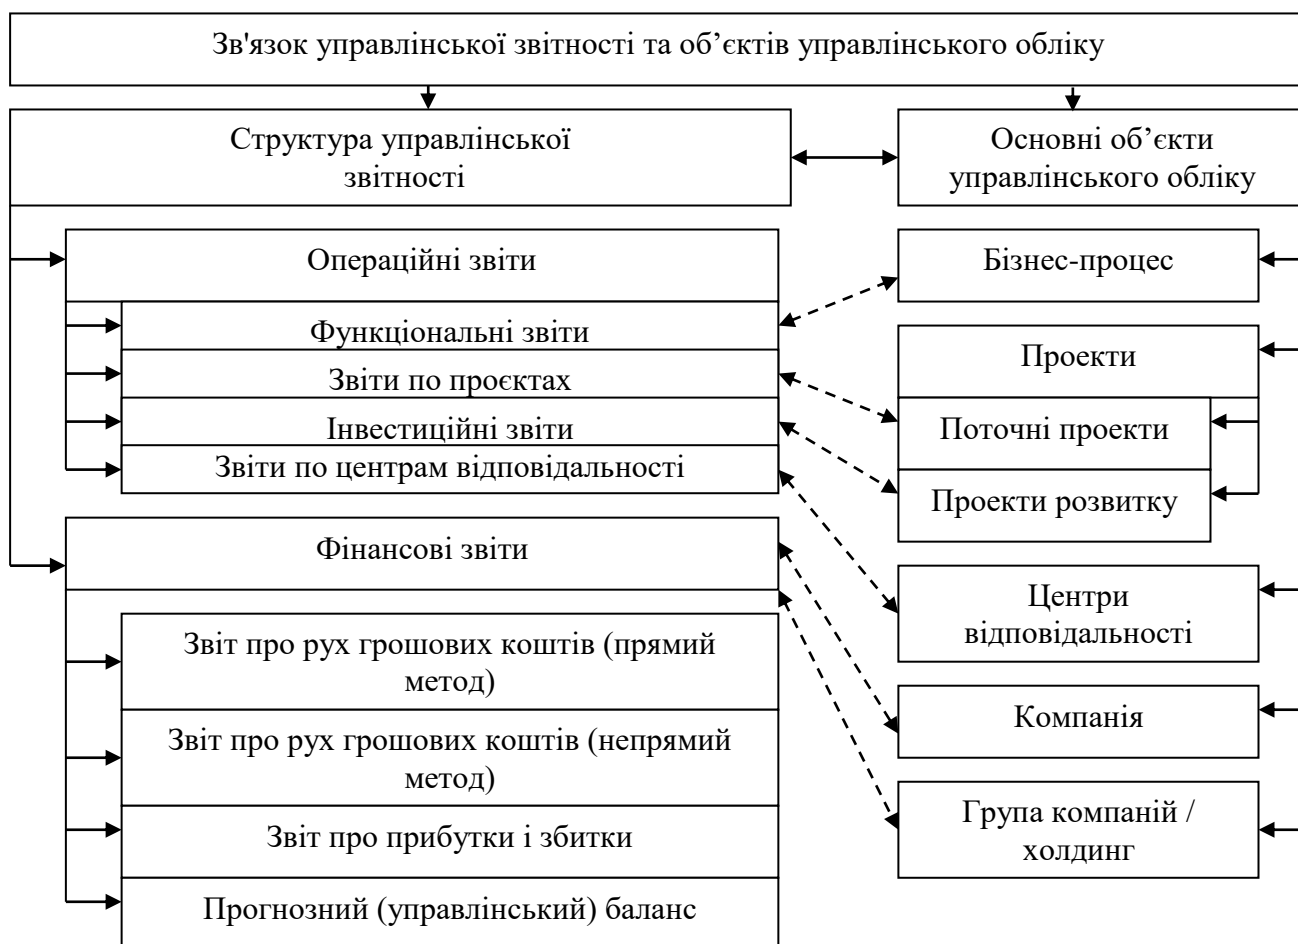 Зв'язок управлінської звітності та об’єктів управлінського обліку
Структура управлінської
звітності
Основні об’єкти
управлінського обліку
Операційні звіти
Функціональні звіти
Звіти по проєктах
Інвестиційні звіти
Звіти по центрам відповідальності
Фінансові звіти
Звіт про рух грошових коштів (прямий
метод)
Звіт про рух грошових коштів (непрямий
метод)
Звіт про прибутки і збитки
Прогнозний (управлінський) баланс
Бізнес-процес
Проекти
Поточні проекти
Проекти розвитку
Центри
відповідальності
Компанія
Група компаній /
холдинг